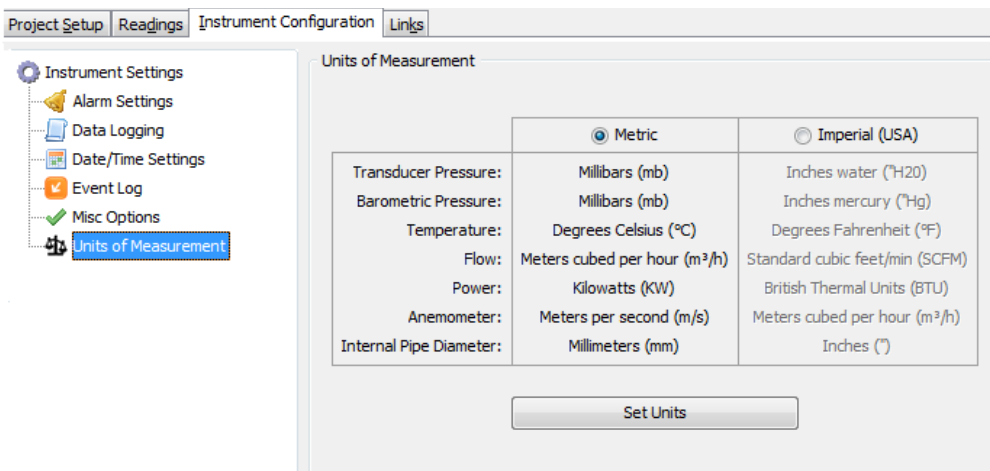 Project Setup Readings Instrument Configuration Links
Instrument Settings
Alarm Settings
Data Logging
Date/Time Settings
Event Log
Misc Options
Units of Measurement
Units of Measurement
Metric Imperial (USA)
Transducer Pressure: Millibars (mb) Inches water ("H20)
Barometric Pressure: Millibars (mb) Inches mercury ("Hg)
Temperature: Degrees Celsius (ºC) Degrees Fahrenheit (ºF)
Flow: Meters cubed per hour (m³/h) Standard cubic feet/min (SCFM)
Power: Kilowatts (KW) British Thermal Units (BTU)
Anemometer: Meters per second (m/s) Meters cubed per hour (m³/h)
Internal Pipe Diameter: Millimeters (mm) Inches (")
Set Units